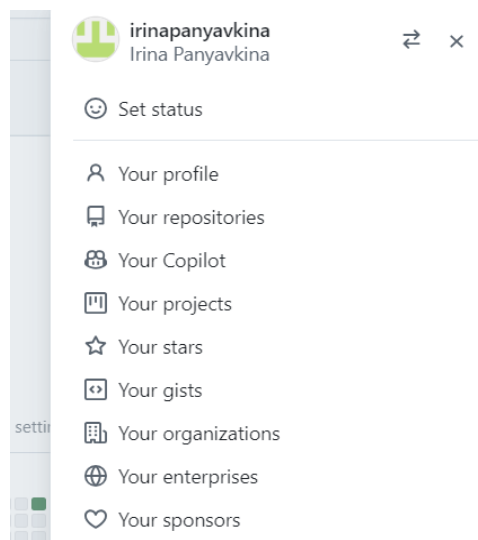 irinapanyavkina
Irina Panyavkina
Set status
Your profile
Your repositories
Your Copilot
Your projects
Your stars
Your gists
settin
Your organizations
Your enterprises
Your sponsors